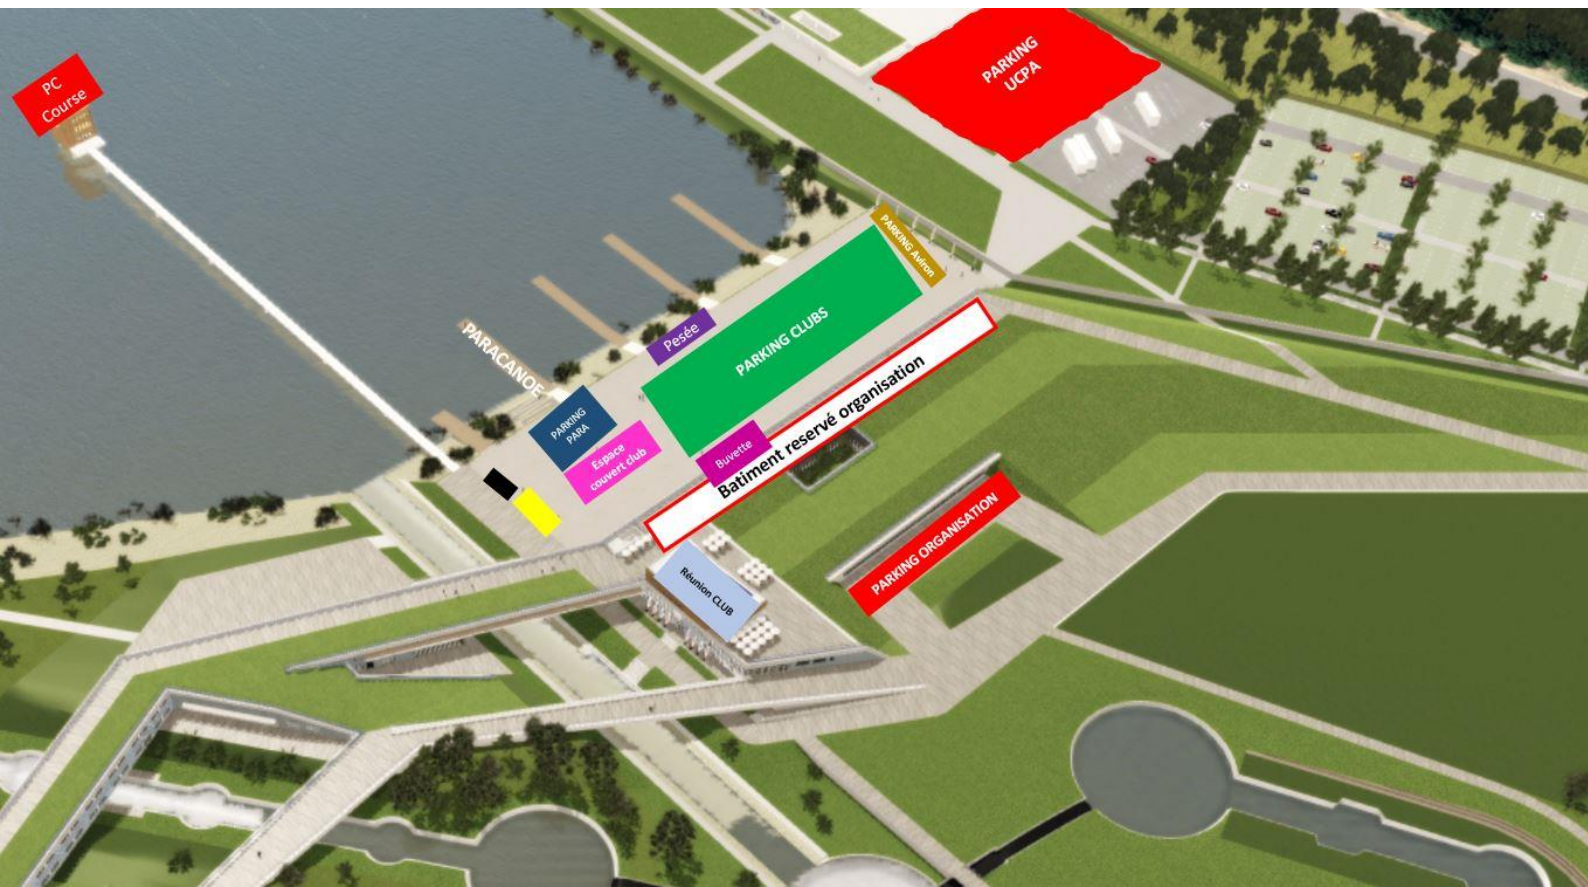 PC
Course
PARKING
UCPA
PARKING Aviron
PARKING CLUBS
Pesée
PARACANOE
PARKING
PARA
Espace
couvert club
Buvette
Batiment reservé organisation
PARKING ORGANISATION
Réunion CLUB